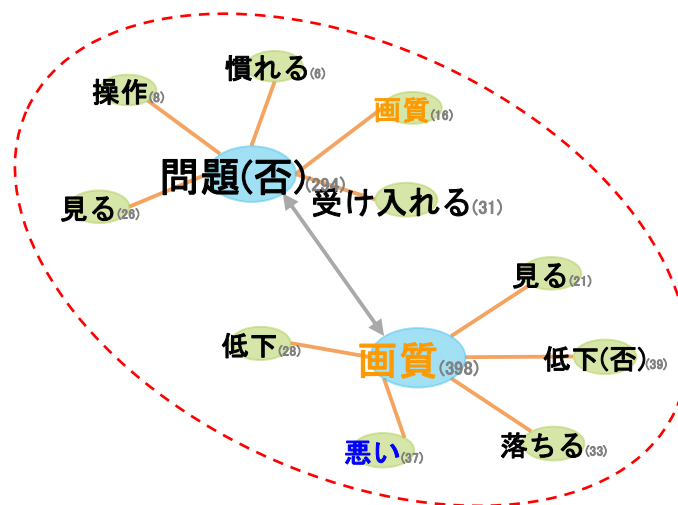 慣れる(6)
操作(8)
画質(16)
問題(否)(294)
受け入れる(31)
見る(26)
見る(21)
低下(28)
画質(398)
低下(否)(39)
悪い(37)
落ちる(33)